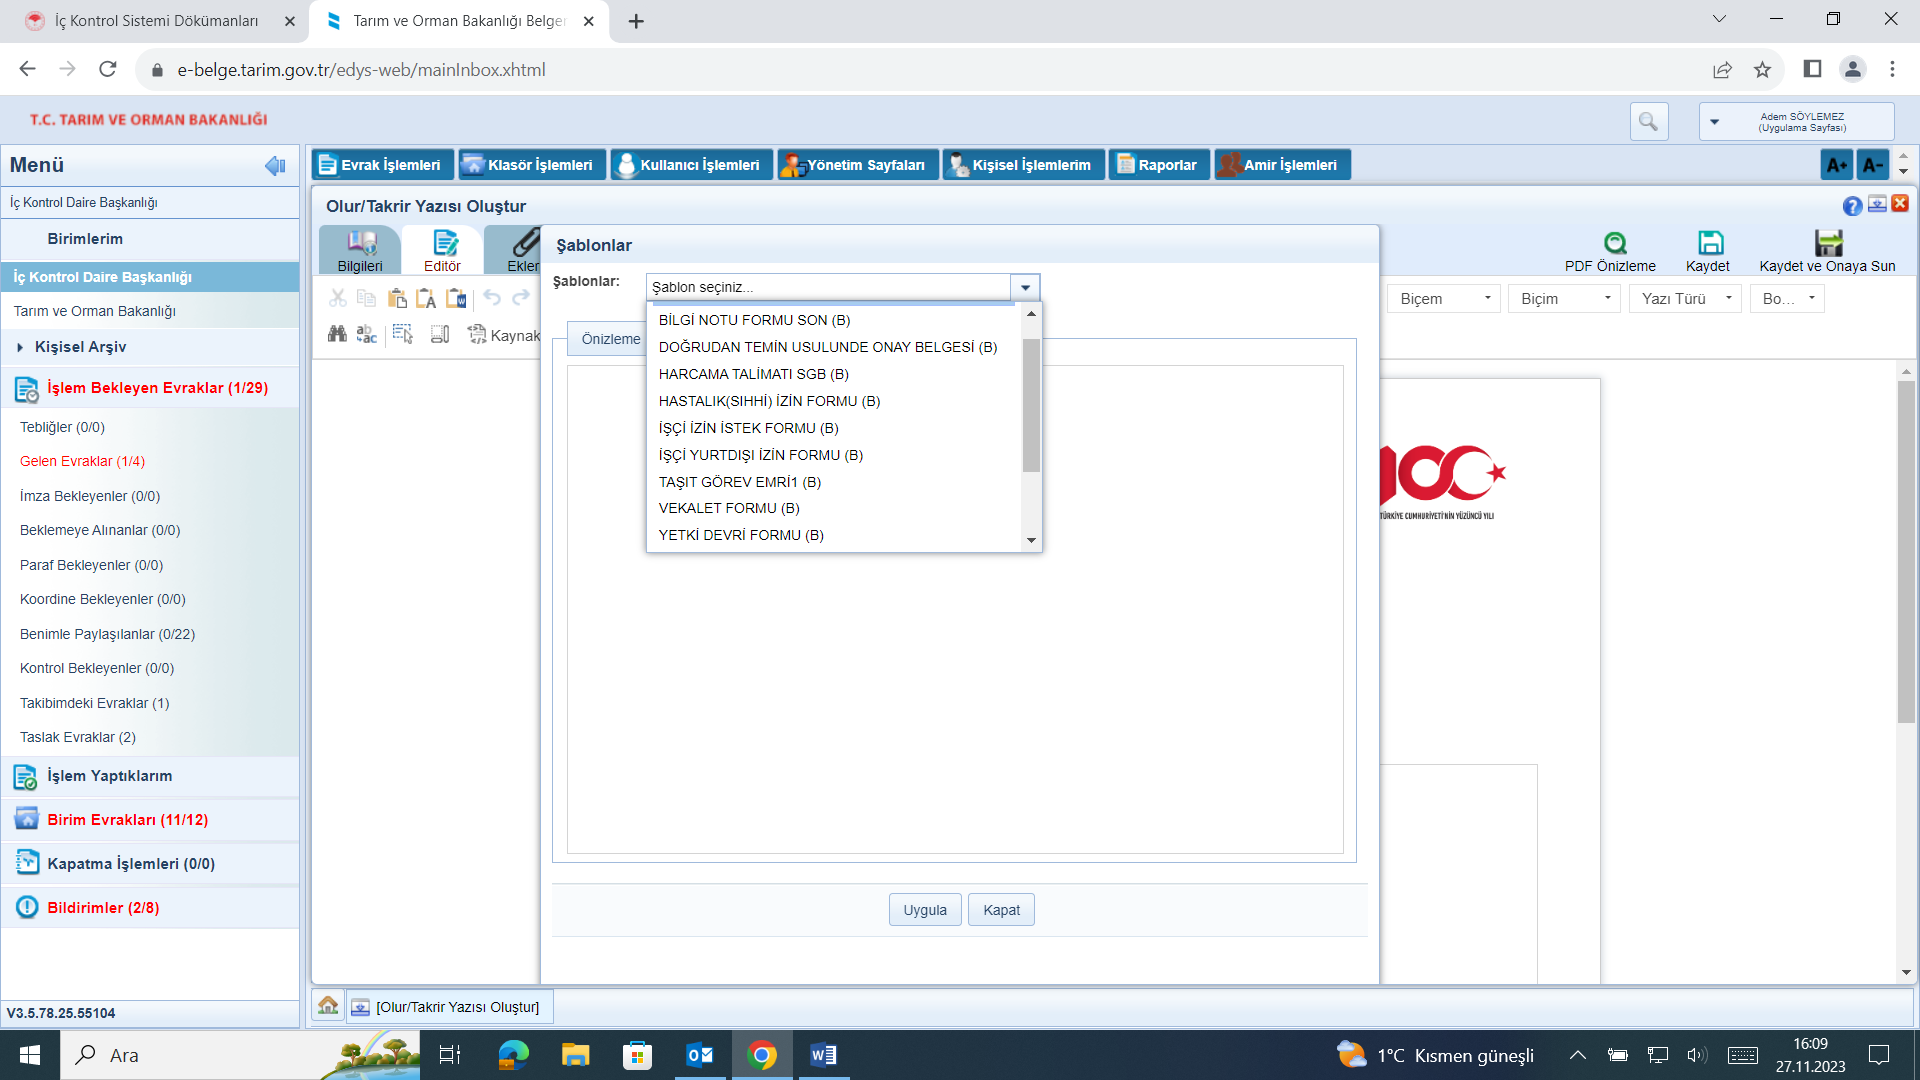 İç Kontrol Sistemi Dökümanları
Tarım ve Orman Bakanlığı Belge
e-belge.tarim.gov.tr/edys-web/mainInbox.xhtml
T.C. TARIM VE ORMAN BAKANLIĞI
Adem SÖYLEMEZ
(Uygulama Sayfası)
Menü
Evrak İşlemleri
Klasör İşlemleri
Kullanıcı İşlemleri
Yönetim Sayfaları
Kişisel İşlemlerim
Raporlar
Amir İşlemleri
A+
A-
İç Kontrol Daire Başkanlığı
Birimlerim
İç Kontrol Daire Başkanlığı
Tarım ve Orman Bakanlığı
Kişisel Arşiv
İşlem Bekleyen Evraklar (1/29)
Tebliğler (0/0)
Gelen Evraklar (1/4)
İmza Bekleyenler (0/0)
Beklemeye Alınanlar (0/0)
Paraf Bekleyenler (0/0)
Koordine Bekleyenler (0/0)
Benimle Paylaşılanlar (0/22)
Kontrol Bekleyenler (0/0)
Takibimdeki Evraklar (1)
Taslak Evraklar (2)
İşlem Yaptıklarım
Birim Evrakları (11/12)
Kapatma İşlemleri (0/0)
Bildirimler (2/8)
V3.5.78.25.55104
Olur/Takrir Yazısı Oluştur
Bilgileri
Editör
Ekler
PDF Önizleme
Kaydet
Kaydet ve Onaya Sun
Kaynak
Biçem
Biçim
Yazı Türü
Bo...
Şablonlar
Şablonlar:
Şablon seçiniz...
BİLGİ NOTU FORMU SON (B)
DOĞRUDAN TEMİN USULUNDE ONAY BELGESİ (B)
HARCAMA TALİMATI SGB (B)
HASTALIK(SIHHİ) İZİN FORMU (B)
İŞÇİ İZİN İSTEK FORMU (B)
İŞÇİ YURTDIŞI İZİN FORMU (B)
TAŞIT GÖREV EMRİ1 (B)
VEKALET FORMU (B)
YETKİ DEVRİ FORMU (B)
Önizleme
100
TÜRKİYE CUMHURİYETİ'NİN YÜZÜNCÜ YILI
Uygula
Kapat
[Olur/Takrir Yazısı Oluştur]
Ara
1°C Kısmen güneşli
16:09
27.11.2023